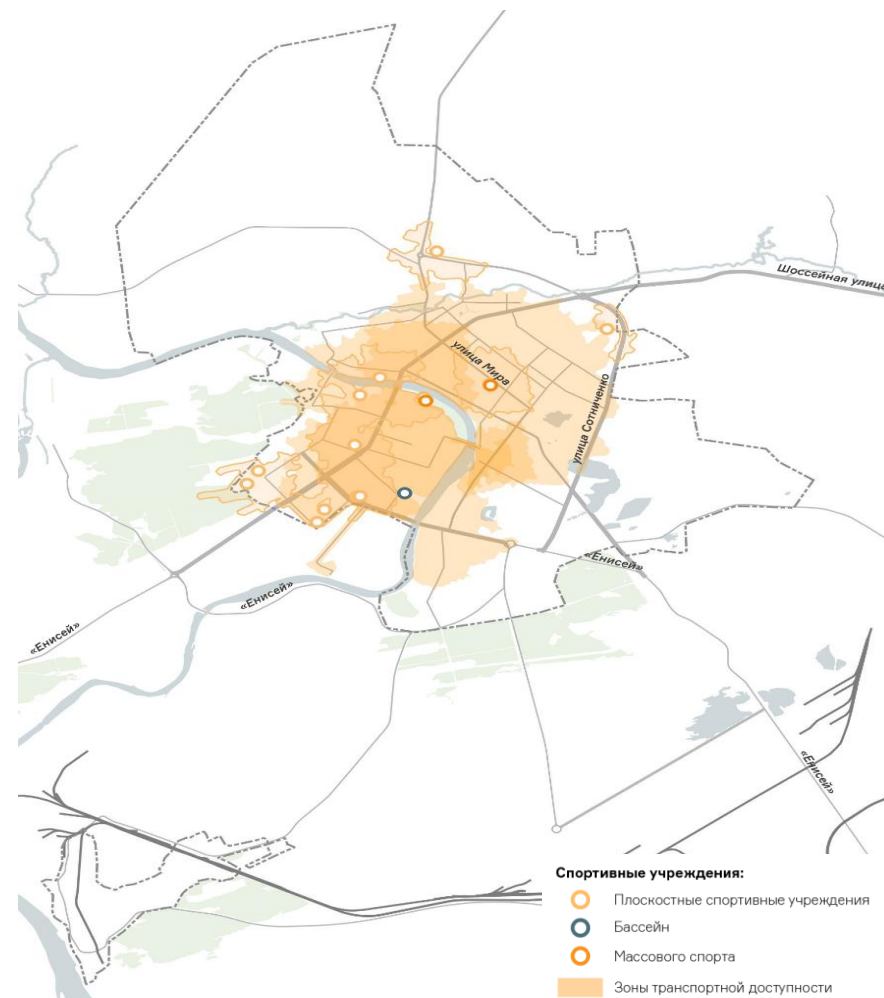 Шоссейная улица
улица Мира
улица Сотниченко
«Енисей»
«Енисей»
«Енисей»
«Енисей»
Спортивные учреждения:
Плоскостные спортивные учреждения
Бассейн
Массового спорта
Зоны транспортной доступности